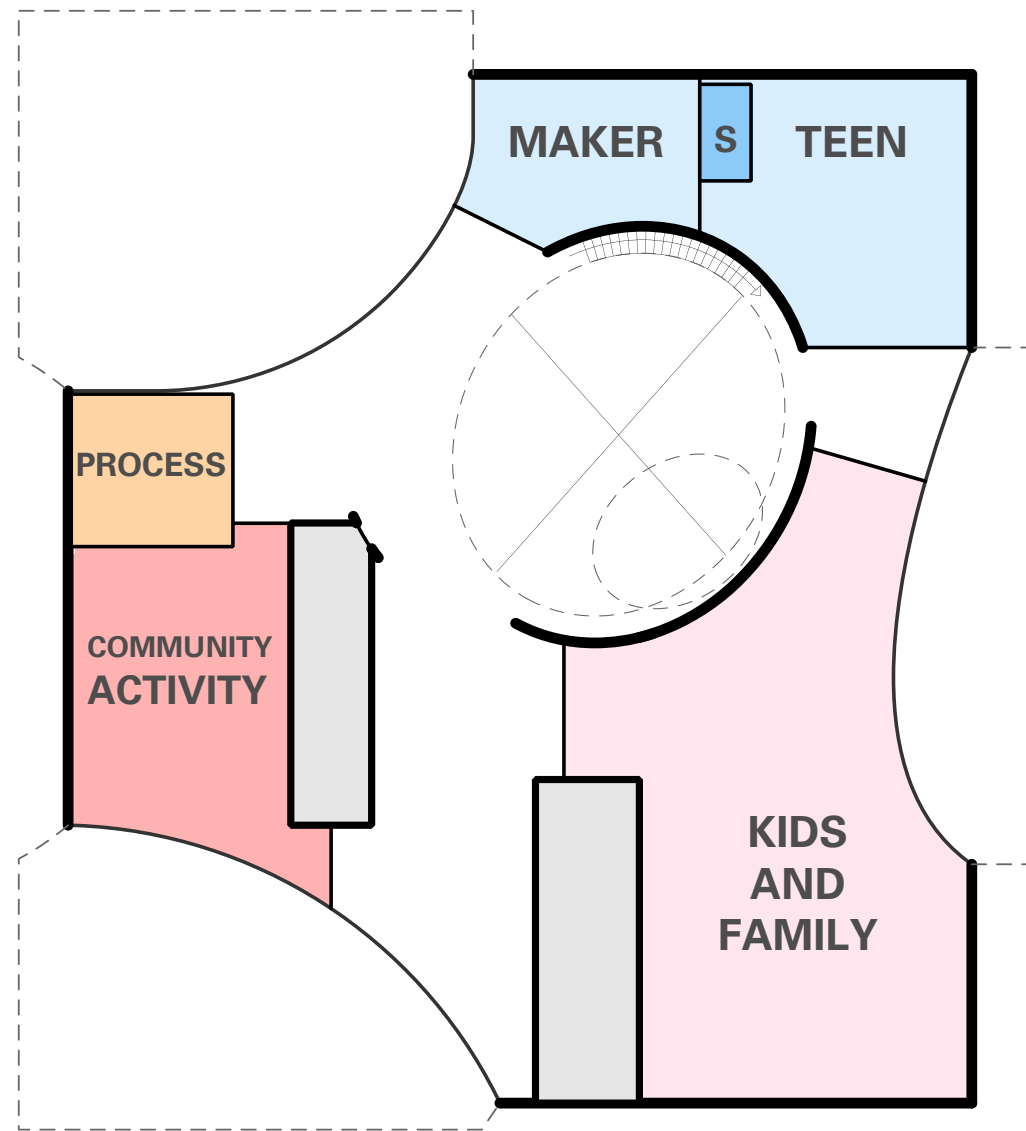 MAKER
S
TEEN
PROCESS
COMMUNITY
ACTIVITY
KIDS
AND
FAMILY